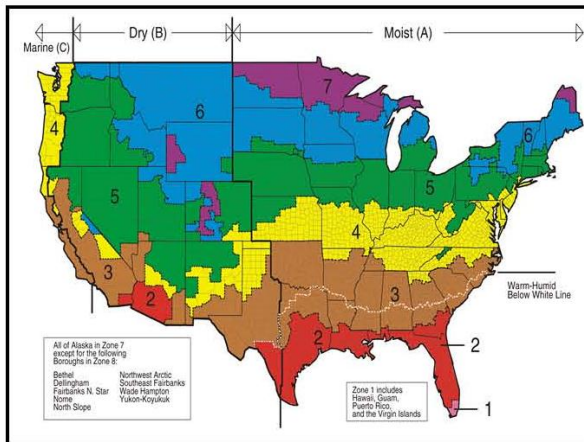 Marine (C)
Dry (B)
Moist (A)
7
6
6
4
5
5
4
3
3
2
2
2
1
Warm-Humid
Below White Line
All of Alaska in Zone 7
except for the following
Boroughs in Zone 8:
Bethel
Dellingham
Fairbanks N. Star
Nome
North Slope
Northwest Arctic
Southeast Fairbanks
Wade Hampton
Yukon-Koyukuk
Zone 1 includes
Hawaii, Guam,
Puerto Rico,
and the Virgin Islands